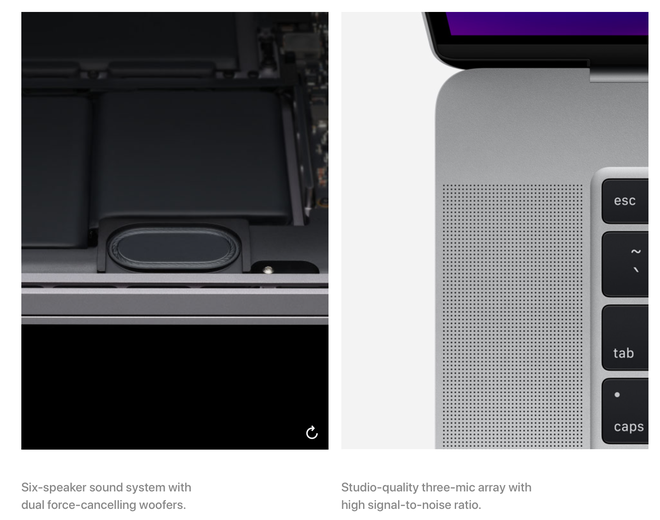 esc
~
`
tab
caps
Six-speaker sound system with
dual force-cancelling woofers.
Studio-quality three-mic array with
high signal-to-noise ratio.